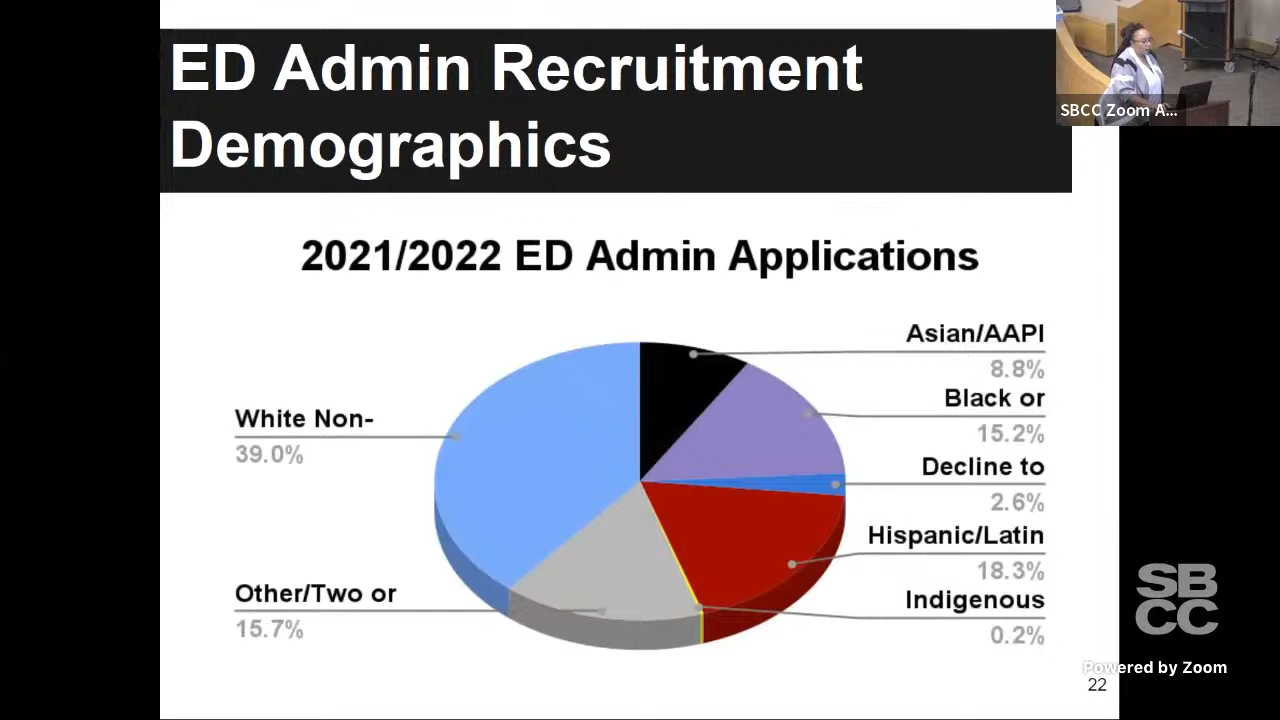 ED Admin Recruitment
Demographics
SBCC Zoom A...
2021/2022 ED Admin Applications
Asian/AAPI
8.8%
Black or
15.2%
White Non-
39.0%
Decline to
2.6%
Hispanic/Latin
18.3%
Other/Two or
15.7%
Indigenous
0.2%
SB
CC
Powered by Zoom
22